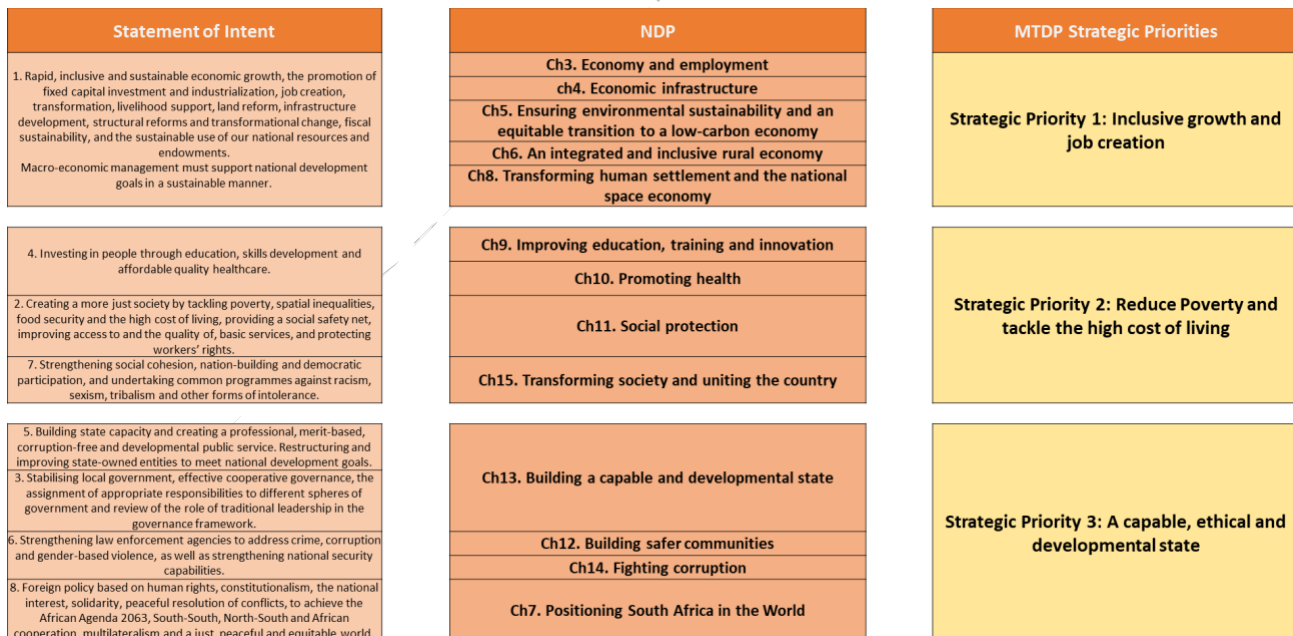 Statement of Intent
1. Rapid, inclusive and sustainable economic growth, the promotion of
fixed capital investment and industrialization, job creation,
transformation, livelihood support, land reform, infrastructure
development, structural reforms and transformational change, fiscal
sustainability, and the sustainable use of our national resources and
endowments.
Macro-economic management must support national development
goals in a sustainable manner.
4. Investing in people through education, skills development and
affordable quality healthcare.
2. Creating a more just society by tackling poverty, spatial inequalities,
food security and the high cost of living, providing a social safety net,
improving access to and the quality of, basic services, and protecting
workers' rights.
7. Strengthening social cohesion, nation-building and democratic
participation, and undertaking common programmes against racism,
sexism, tribalism and other forms of intolerance.
5. Building state capacity and creating a professional, merit-based,
corruption-free and developmental public service. Restructuring and
improving state-owned entities to meet national development goals.
3. Stabilising local government, effective cooperative governance, the
assignment of appropriate responsibilities to different spheres of
government and review of the role of traditional leadership in the
governance framework.
6. Strengthening law enforcement agencies to address crime, corruption
and gender-based violence, as well as strengthening national security
capabilities.
8. Foreign policy based on human rights, constitutionalism, the national
interest, solidarity, peaceful resolution of conflicts, to achieve the
African Agenda 2063, South-South, North-South and African
cooperation, multilateralism and a just, peaceful and equitable world.
NDP
Ch3. Economy and employment
ch4. Economic infrastructure
Ch5. Ensuring environmental sustainability and an
equitable transition to a low-carbon economy
Ch6. An integrated and inclusive rural economy
Ch8. Transforming human settlement and the national
space economy
Ch9. Improving education, training and innovation
Ch10. Promoting health
Ch11. Social protection
Ch15. Transforming society and uniting the country
Ch13. Building a capable and developmental state
Ch12. Building safer communities
Ch14. Fighting corruption
Ch7. Positioning South Africa in the World
MTDP Strategic Priorities
Strategic Priority 1: Inclusive growth and
job creation
Strategic Priority 2: Reduce Poverty and
tackle the high cost of living
Strategic Priority 3: A capable, ethical and
developmental state